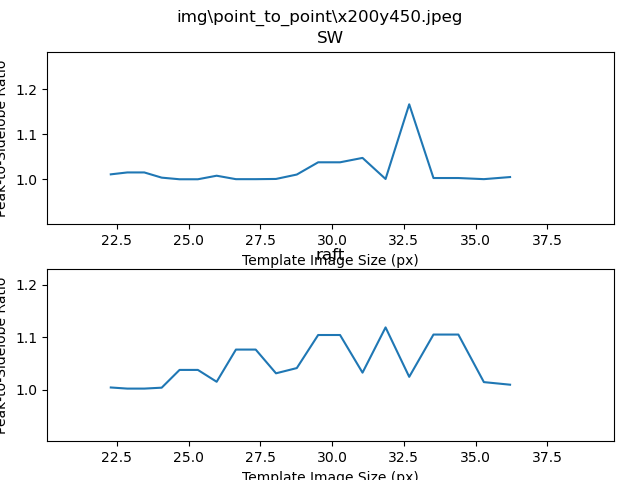 img\point_to_point\x200y450.jpeg
SW
Peak-to-Sidelobe Ratio
1.2
1.1
1.0
22.5 25.0 27.5 30.0 32.5 35.0 37.5
Template Image Size (px)
raft
Peak-to-Sidelobe Ratio
1.2
1.1
1.0
22.5 25.0 27.5 30.0 32.5 35.0 37.5
Template Image Size (px)